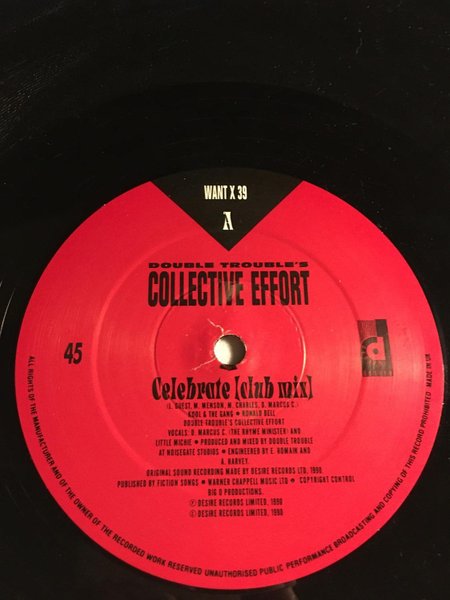 WANT X 39
A
DOUBLE TROUBLE'S
COLLECTIVE EFFORT
45
d
Celebrate [club mix]
(L. GUEST, M. MENSON, M. CHARLES, D. MARCUS C.)
KOOL & THE GANG ● RONALD BELL
DOUBLE TROUBLE'S COLLECTIVE EFFORT
VOCALS: D. MARCUS C. (THE RHYME MINISTER) AND
LITTLE MICHIE ● PRODUCED AND MIXED BY DOUBLE TROUBLE
AT NOISEGATE STUDIOS ● ENGINEERED BY E. ROMAIN AND
A. HARVEY.
ORIGINAL SOUND RECORDING MADE BY DESIRE RECORDS LTD, 1990.
PUBLISHED BY FICTION SONGS ● WARNER CHAPPELL MUSIC LTD ● COPYRIGHT CONTROL
BIG O PRODUCTIONS.
℗ DESIRE RECORDS LIMITED, 1990
© DESIRE RECORDS LIMITED, 1990
ALL RIGHTS OF THE MANUFACTURER AND OF THE OWNER OF THE RECORDED WORK RESERVED UNAUTHORISED PUBLIC PERFORMANCE BROADCASTING AND COPYING OF THIS RECORD PROHIBITED MADE IN UK